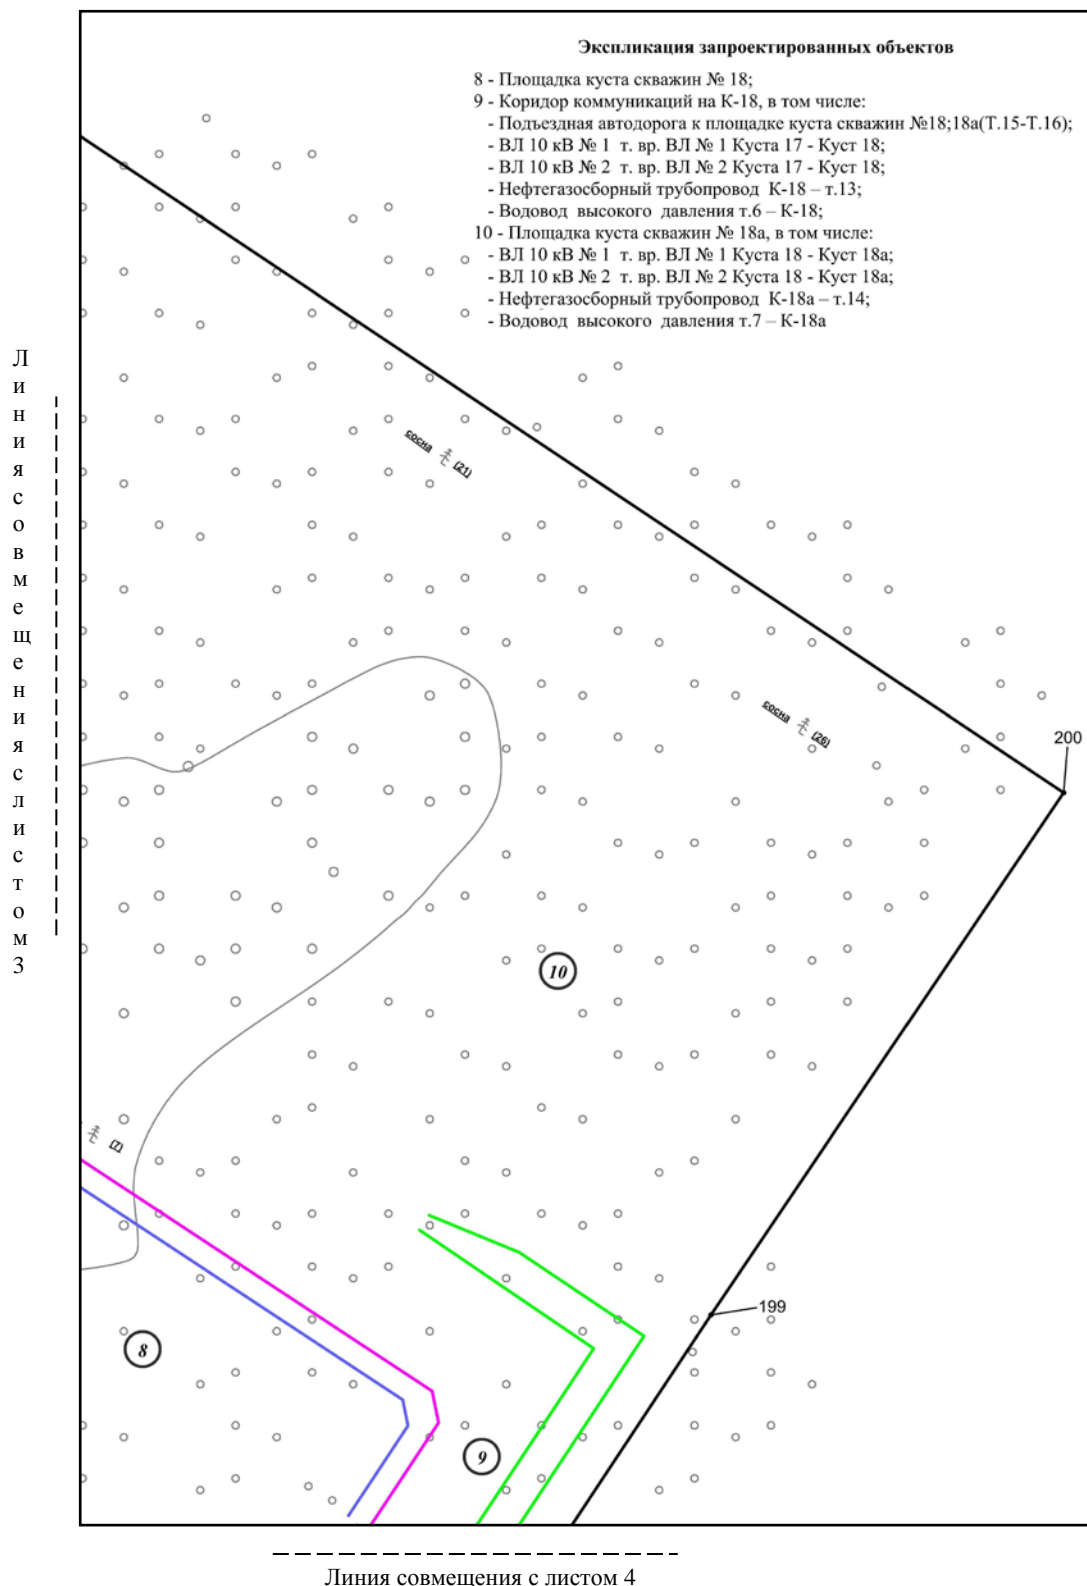 Экспликация запроектированных объектов
8 - Площадка куста скважин № 18;
9 - Коридор коммуникаций на К-18, в том числе:
- Подъездная автодорога к площадке куста скважин №18;18а(Т.15-Т.16);
- ВЛ 10 кВ № 1 т. вр. ВЛ № 1 Куста 17 - Куст 18;
- ВЛ 10 кВ № 2 т. вр. ВЛ № 2 Куста 17 - Куст 18;
- Нефтегазосборный трубопровод К-18 – т.13;
- Водовод высокого давления т.6 – К-18;
10 - Площадка куста скважин № 18а, в том числе:
- ВЛ 10 кВ № 1 т. вр. ВЛ № 1 Куста 18 - Куст 18а;
- ВЛ 10 кВ № 2 т. вр. ВЛ № 2 Куста 18 - Куст 18а;
- Нефтегазосборный трубопровод К-18а – т.14;
- Водовод высокого давления т.7 – К-18а
Линия совмещения с листом 3
сосна (21)
сосна (26)
200
10
(7)
199
8
9
Линия совмещения с листом 4